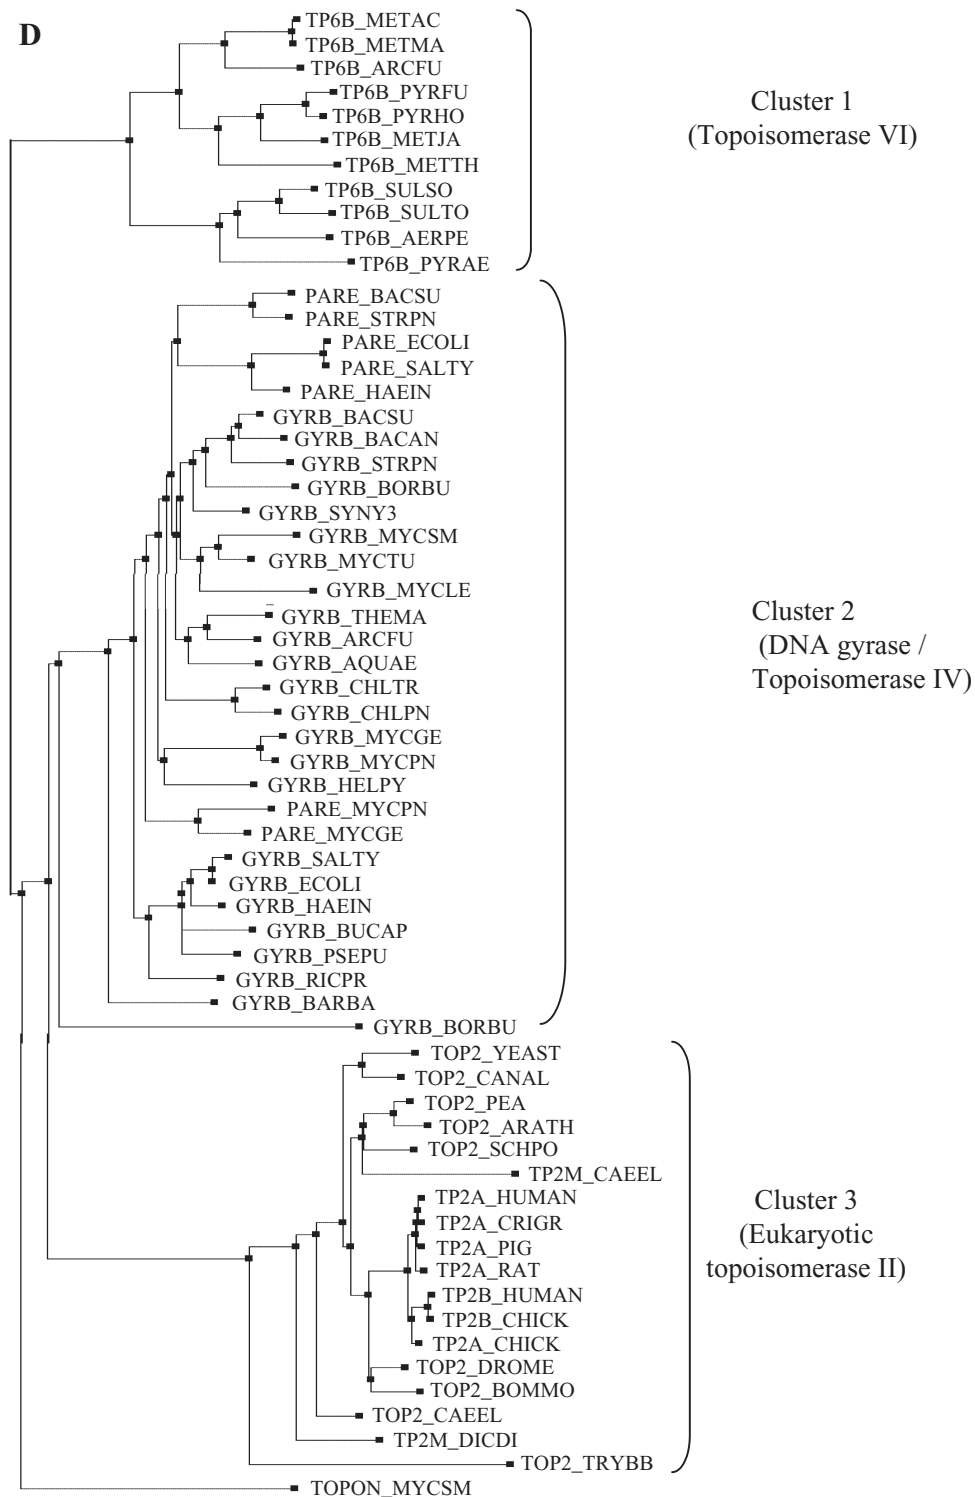 D
TP6B_METAC
TP6B_METMA
TP6B_ARCFU
TP6B_PYRFU
TP6B_PYRHO
TP6B_METJA
TP6B_METTH
TP6B_SULSO
TP6B_SULTO
TP6B_AERPE
TP6B_PYRAE
Cluster 1
(Topoisomerase VI)
PARE_BACSU
PARE_STRPN
PARE_ECOLI
PARE_SALTY
PARE_HAEIN
GYRB_BACSU
GYRB_BACAN
GYRB_STRPN
GYRB_BORBU
GYRB_SYNY3
GYRB_MYCSM
GYRB_MYCTU
GYRB_MYCLE
GYRB_THEMA
GYRB_ARCFU
GYRB_AQUAE
GYRB_CHLTR
GYRB_CHLPN
GYRB_MYCGE
GYRB_MYCPN
GYRB_HELPY
PARE_MYCPN
PARE_MYCGE
GYRB_SALTY
GYRB_ECOLI
GYRB_HAEIN
GYRB_BUCAP
GYRB_PSEPU
GYRB_RICPR
GYRB_BARBA
GYRB_BORBU
Cluster 2
(DNA gyrase /
Topoisomerase IV)
TOP2_YEAST
TOP2_CANAL
TOP2_PEA
TOP2_ARATH
TOP2_SCHPO
TP2M_CAEEL
TP2A_HUMAN
TP2A_CRIGR
TP2A_PIG
TP2A_RAT
TP2B_HUMAN
TP2B_CHICK
TP2A_CHICK
TOP2_DROME
TOP2_BOMMO
TOP2_CAEEL
TP2M_DICDI
TOP2_TRYBB
Cluster 3
(Eukaryotic
topoisomerase II)
TOPON_MYCSM